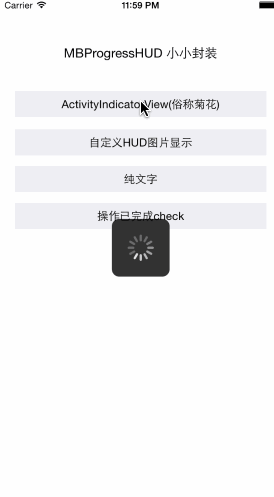 Carrier 11:59 PM
MBProgressHUD 小小封装
ActivityIndicatorView(俗称菊花)
自定义HUD图片显示
纯文字
操作已完成check